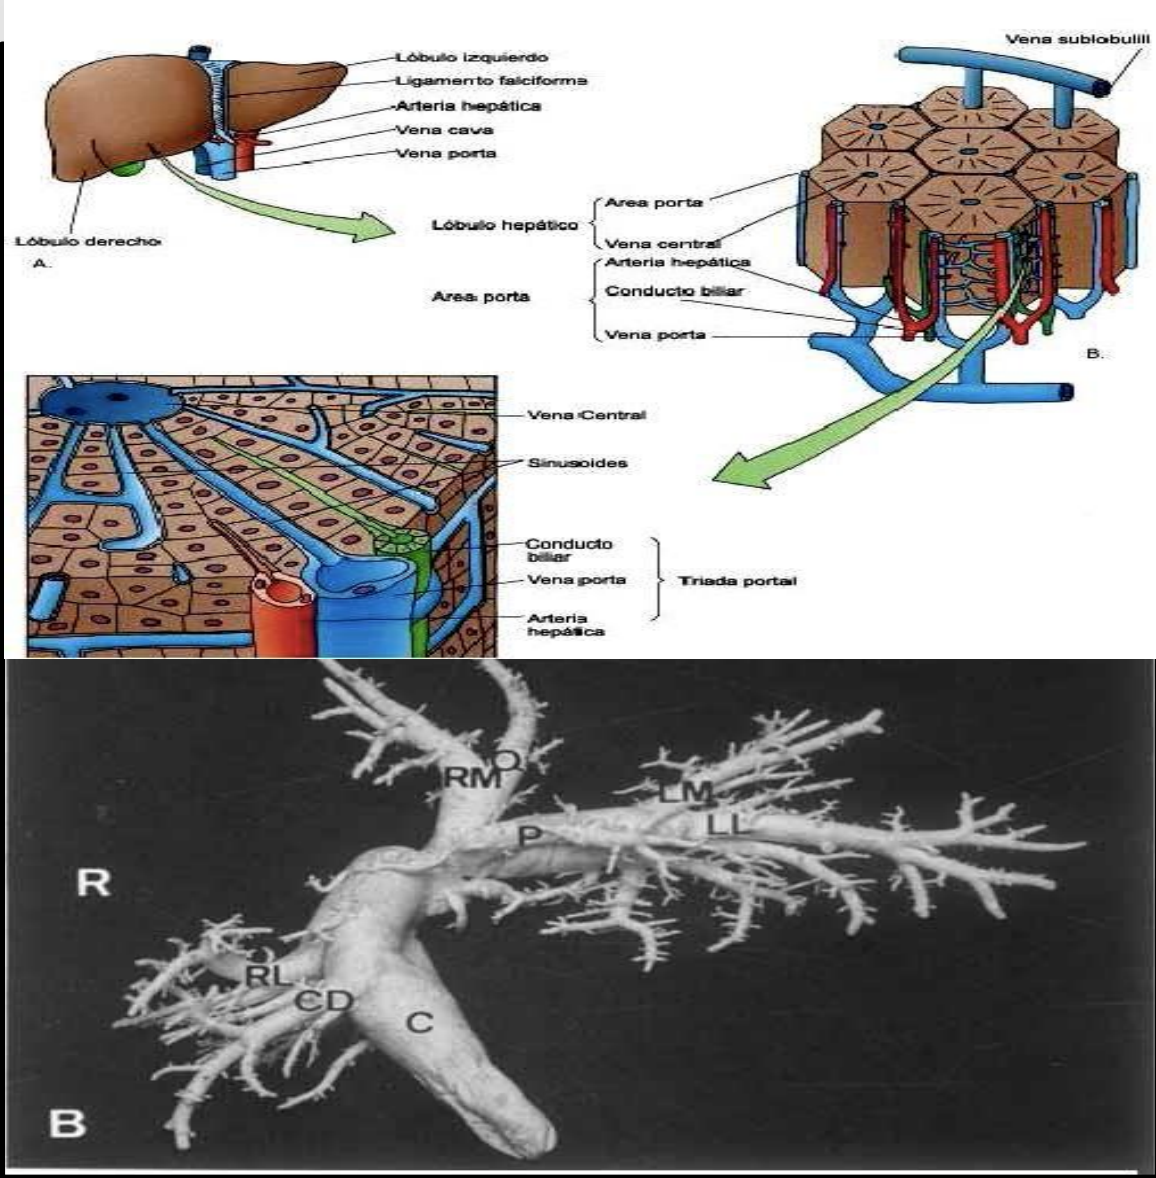 Lóbulo izquierdo
Ligamento falciforme
Arteria hepática
Vena cava
Vena porta
Lóbulo derecho
A.
Vena sublobulill
Lóbulo hepático
Area porta
Vena central
Area porta
Arteria hepática
Conducto biliar
Vena porta
B.
Vena Central
Sinusoides
Conducto
biliar
Vena porta
Arteria
hepática
Triada portal
RM
Q
LM
P
LL
R
RL
CD
C
B